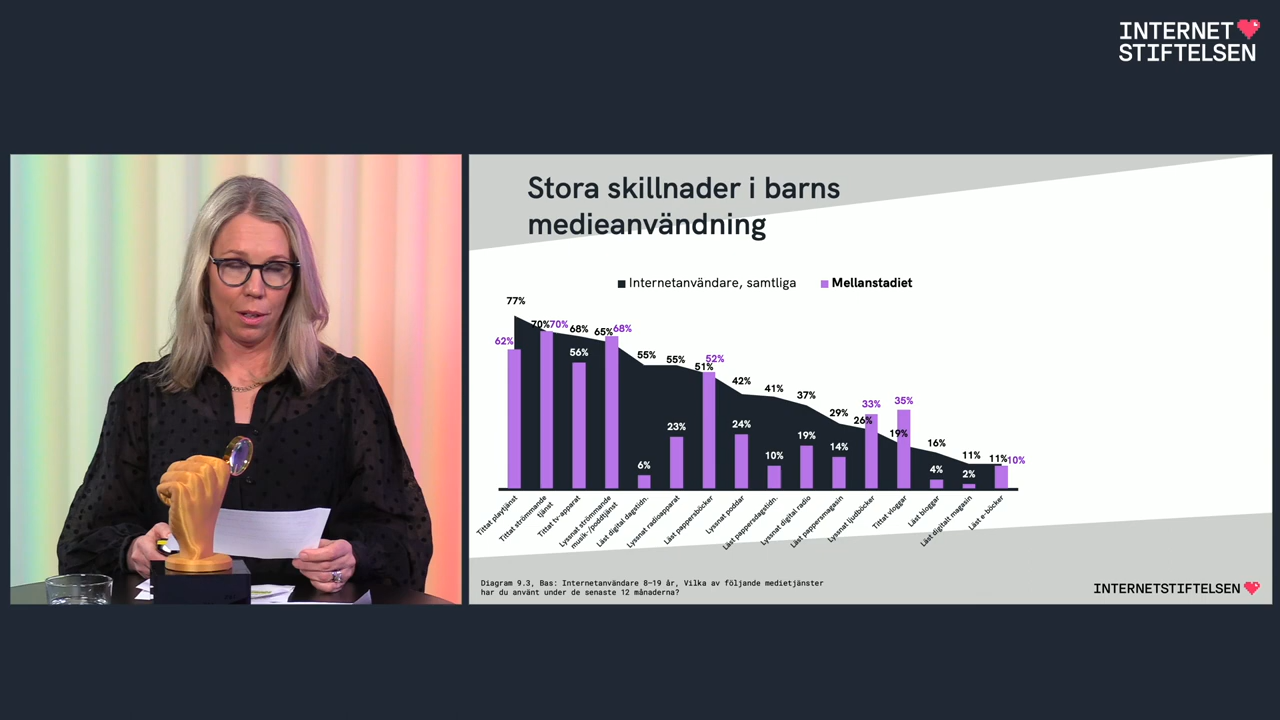 INTERNET
STIFTELSEN
Stora skillnader i barns
medieanvändning
Internetanvändare, samtliga
Mellanstadiet
77%
62%
70%
70%
68%
56%
65%
68%
55%
6%
55%
23%
51%
52%
42%
24%
41%
10%
37%
19%
29%
14%
26%
33%
19%
35%
16%
4%
11%
2%
11%
10%
Tittat playtjänst
Tittat strömmande
tjänst
Tittat tv-apparat
Lyssnat strömmande
musik-/poddtjänst
Läst digital dagstidn.
Lyssnat radioapparat
Läst pappersböcker
Lyssnat poddar
Läst pappersdagstidn.
Lyssnat digital radio
Läst pappersmagasin
Lyssnat ljudböcker
Tittat vloggar
Läst bloggar
Läst digitalt magasin
Läst e-böcker
Diagram 9.3, Bas: Internetanvändare 8–19 år, Vilka av följande medietjänster
har du använt under de senaste 12 månaderna?
INTERNETSTIFTELSEN